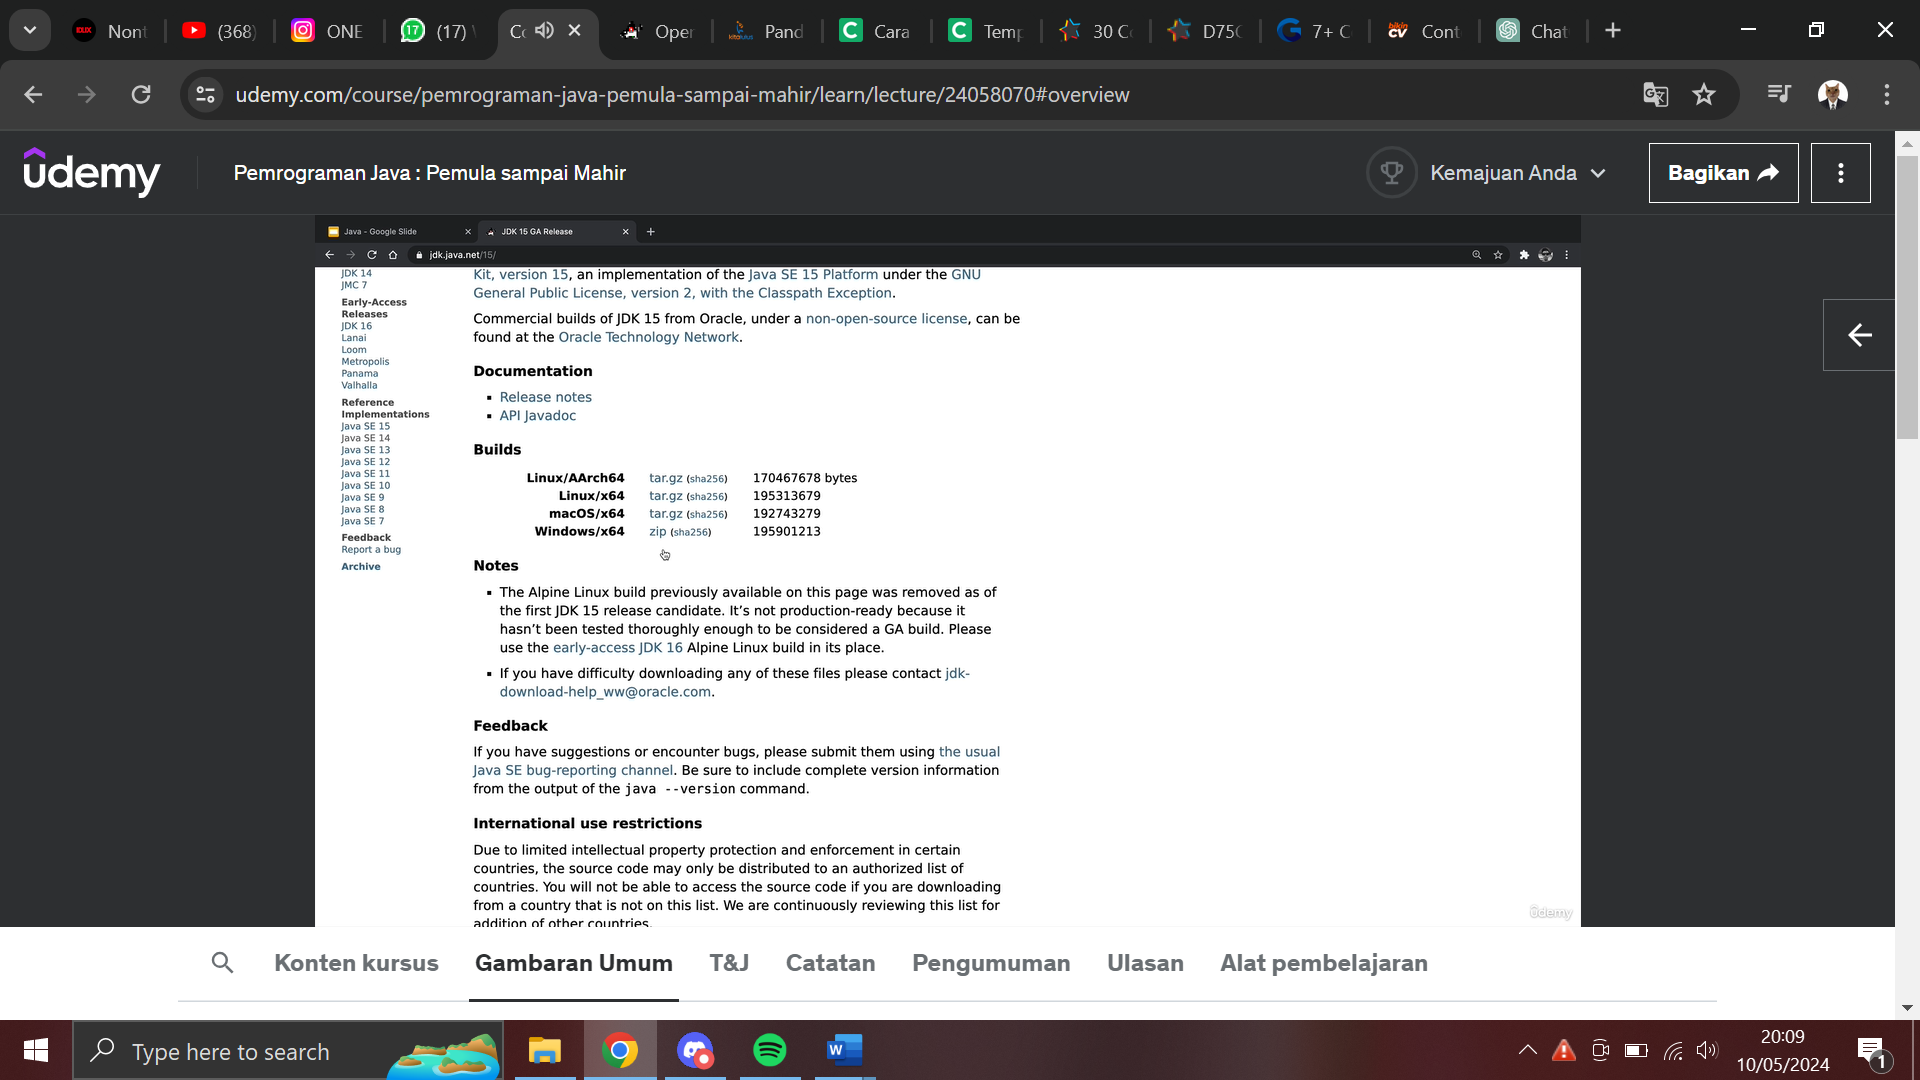 Nont
(368)
ONE
17
(17)
Oper
Pand
Cara
Temp
30 C
D75
7+ C
bikin CV
Cont
Chat
udemy.com/course/pemrograman-java-pemula-sampai-mahir/learn/lecture/24058070#overview
udemy
Pemrograman Java : Pemula sampai Mahir
Kemajuan Anda
Bagikan
Java - Google Slide
JDK 15 GA Release
jdk.java.net/15/
JDK 14
JMC 7
Early-Access
Releases
JDK 16
Lanai
Loom
Metropolis
Panama
Valhalla
Reference
Implementations
Java SE 15
Java SE 14
Java SE 13
Java SE 12
Java SE 11
Java SE 10
Java SE 9
Java SE 8
Java SE 7
Feedback
Report a bug
Archive
Kit, version 15, an implementation of the Java SE 15 Platform under the GNU
General Public License, version 2, with the Classpath Exception.
Commercial builds of JDK 15 from Oracle, under a non-open-source license, can be
found at the Oracle Technology Network.
Documentation
Release notes
API Javadoc
Builds
Linux/AArch64 tar.gz (sha256) 170467678 bytes
Linux/x64 tar.gz (sha256) 195313679
macOS/x64 tar.gz (sha256) 192743279
Windows/x64 zip (sha256) 195901213
Notes
The Alpine Linux build previously available on this page was removed as of
the first JDK 15 release candidate. It’s not production-ready because it
hasn’t been tested thoroughly enough to be considered a GA build. Please
use the early-access JDK 16 Alpine Linux build in its place.
If you have difficulty downloading any of these files please contact jdk-
download-help_ww@oracle.com.
Feedback
If you have suggestions or encounter bugs, please submit them using the usual
Java SE bug-reporting channel. Be sure to include complete version information
from the output of the java --version command.
International use restrictions
Due to limited intellectual property protection and enforcement in certain
countries, the source code may only be distributed to an authorized list of
countries. You will not be able to access the source code if you are downloading
from a country that is not on this list. We are continuously reviewing this list for
addition of other countries.
udemy
Konten kursus
Gambaran Umum
T&J
Catatan
Pengumuman
Ulasan
Alat pembelajaran
Type here to search
W
20:09
10/05/2024
1